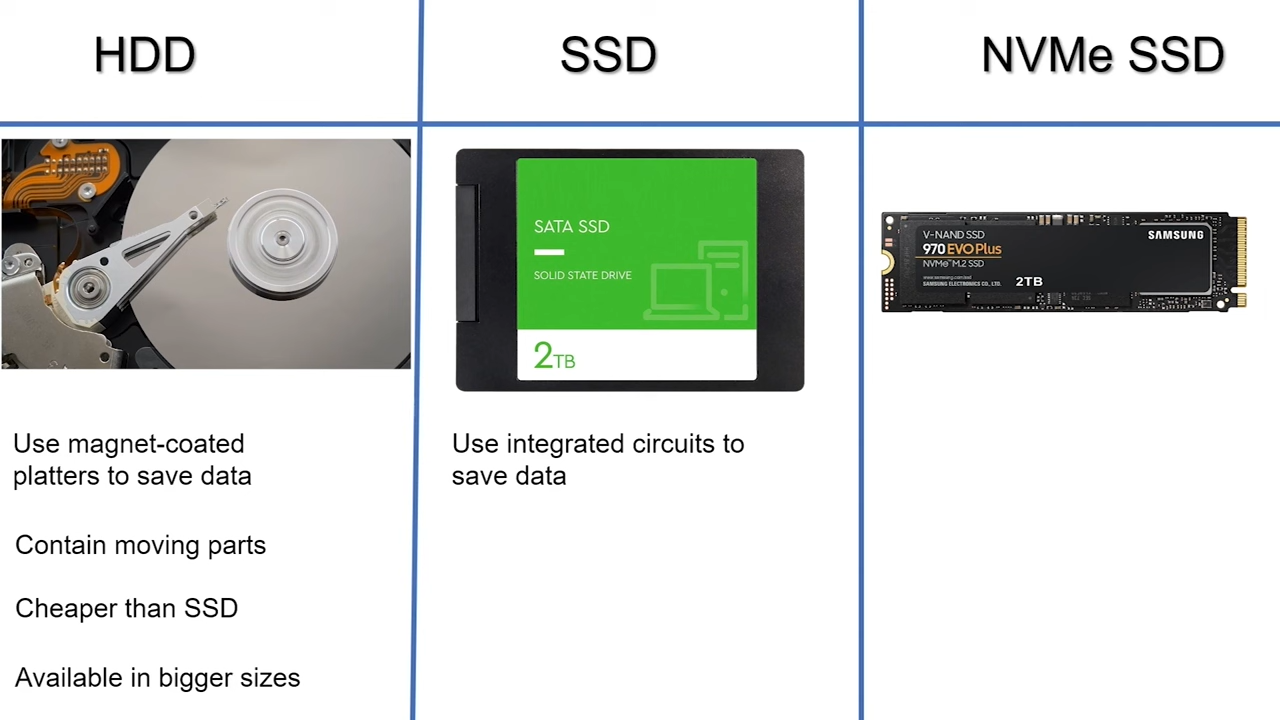 HDD
SSD
NVMe SSD
SATA SSD
SOLID STATE DRIVE
2TB
V-NAND SSD
970 EVO Plus
NVMe™ M.2 SSD
SAMSUNG ELECTRONICS CO., LTD.
2TB
SAMSUNG
Use magnet-coated
platters to save data
Contain moving parts
Cheaper than SSD
Available in bigger sizes
Use integrated circuits to
save data